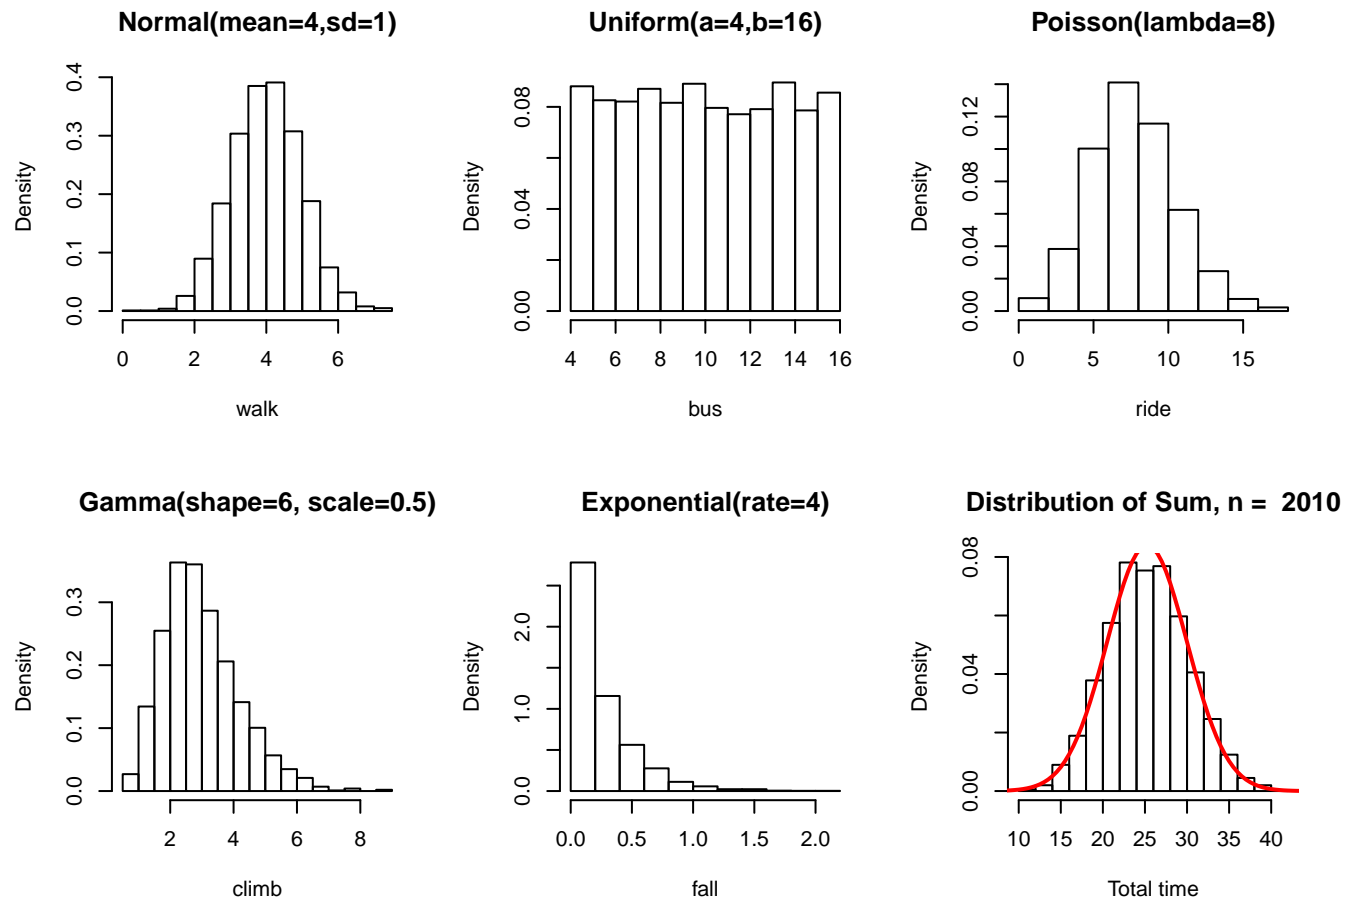 Normal(mean=4,sd=1)
Density
0.0 0.1 0.2 0.3 0.4
0 2 4 6
walk
Uniform(a=4,b=16)
Density
0.00 0.04 0.08
4 6 8 10 12 14 16
bus
Poisson(lambda=8)
Density
0.00 0.04 0.08 0.12
0 5 10 15
ride
Gamma(shape=6, scale=0.5)
Density
0.0 0.1 0.2 0.3
2 4 6 8
climb
Exponential(rate=4)
Density
0.0 1.0 2.0
0.0 0.5 1.0 1.5 2.0
fall
Distribution of Sum, n =  2010
Density
0.00 0.04 0.08
10 15 20 25 30 35 40
Total time